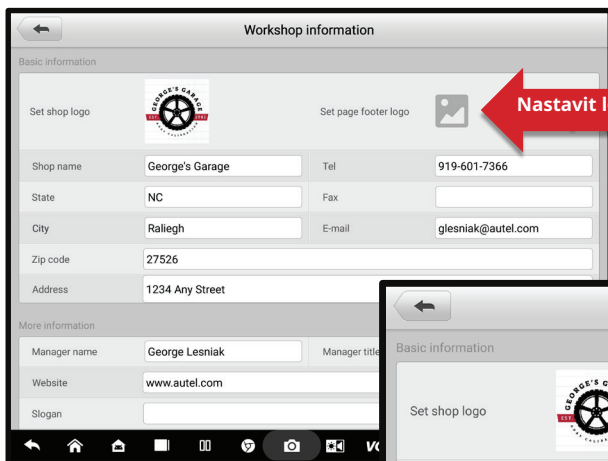 Workshop information
Basic information
Set shop logo
GEORGE'S GARAGE
EST.
Set page footer logo
Nastavit
Shop name George's Garage Tel 919-601-7366
State NC Fax
City Raliegh E-mail glesniak@autel.com
Zip code 27526
Address 1234 Any Street
More information
Manager name George Lesniak Manager title
Website www.autel.com
Slogan
Basic information
Set shop logo
EST.